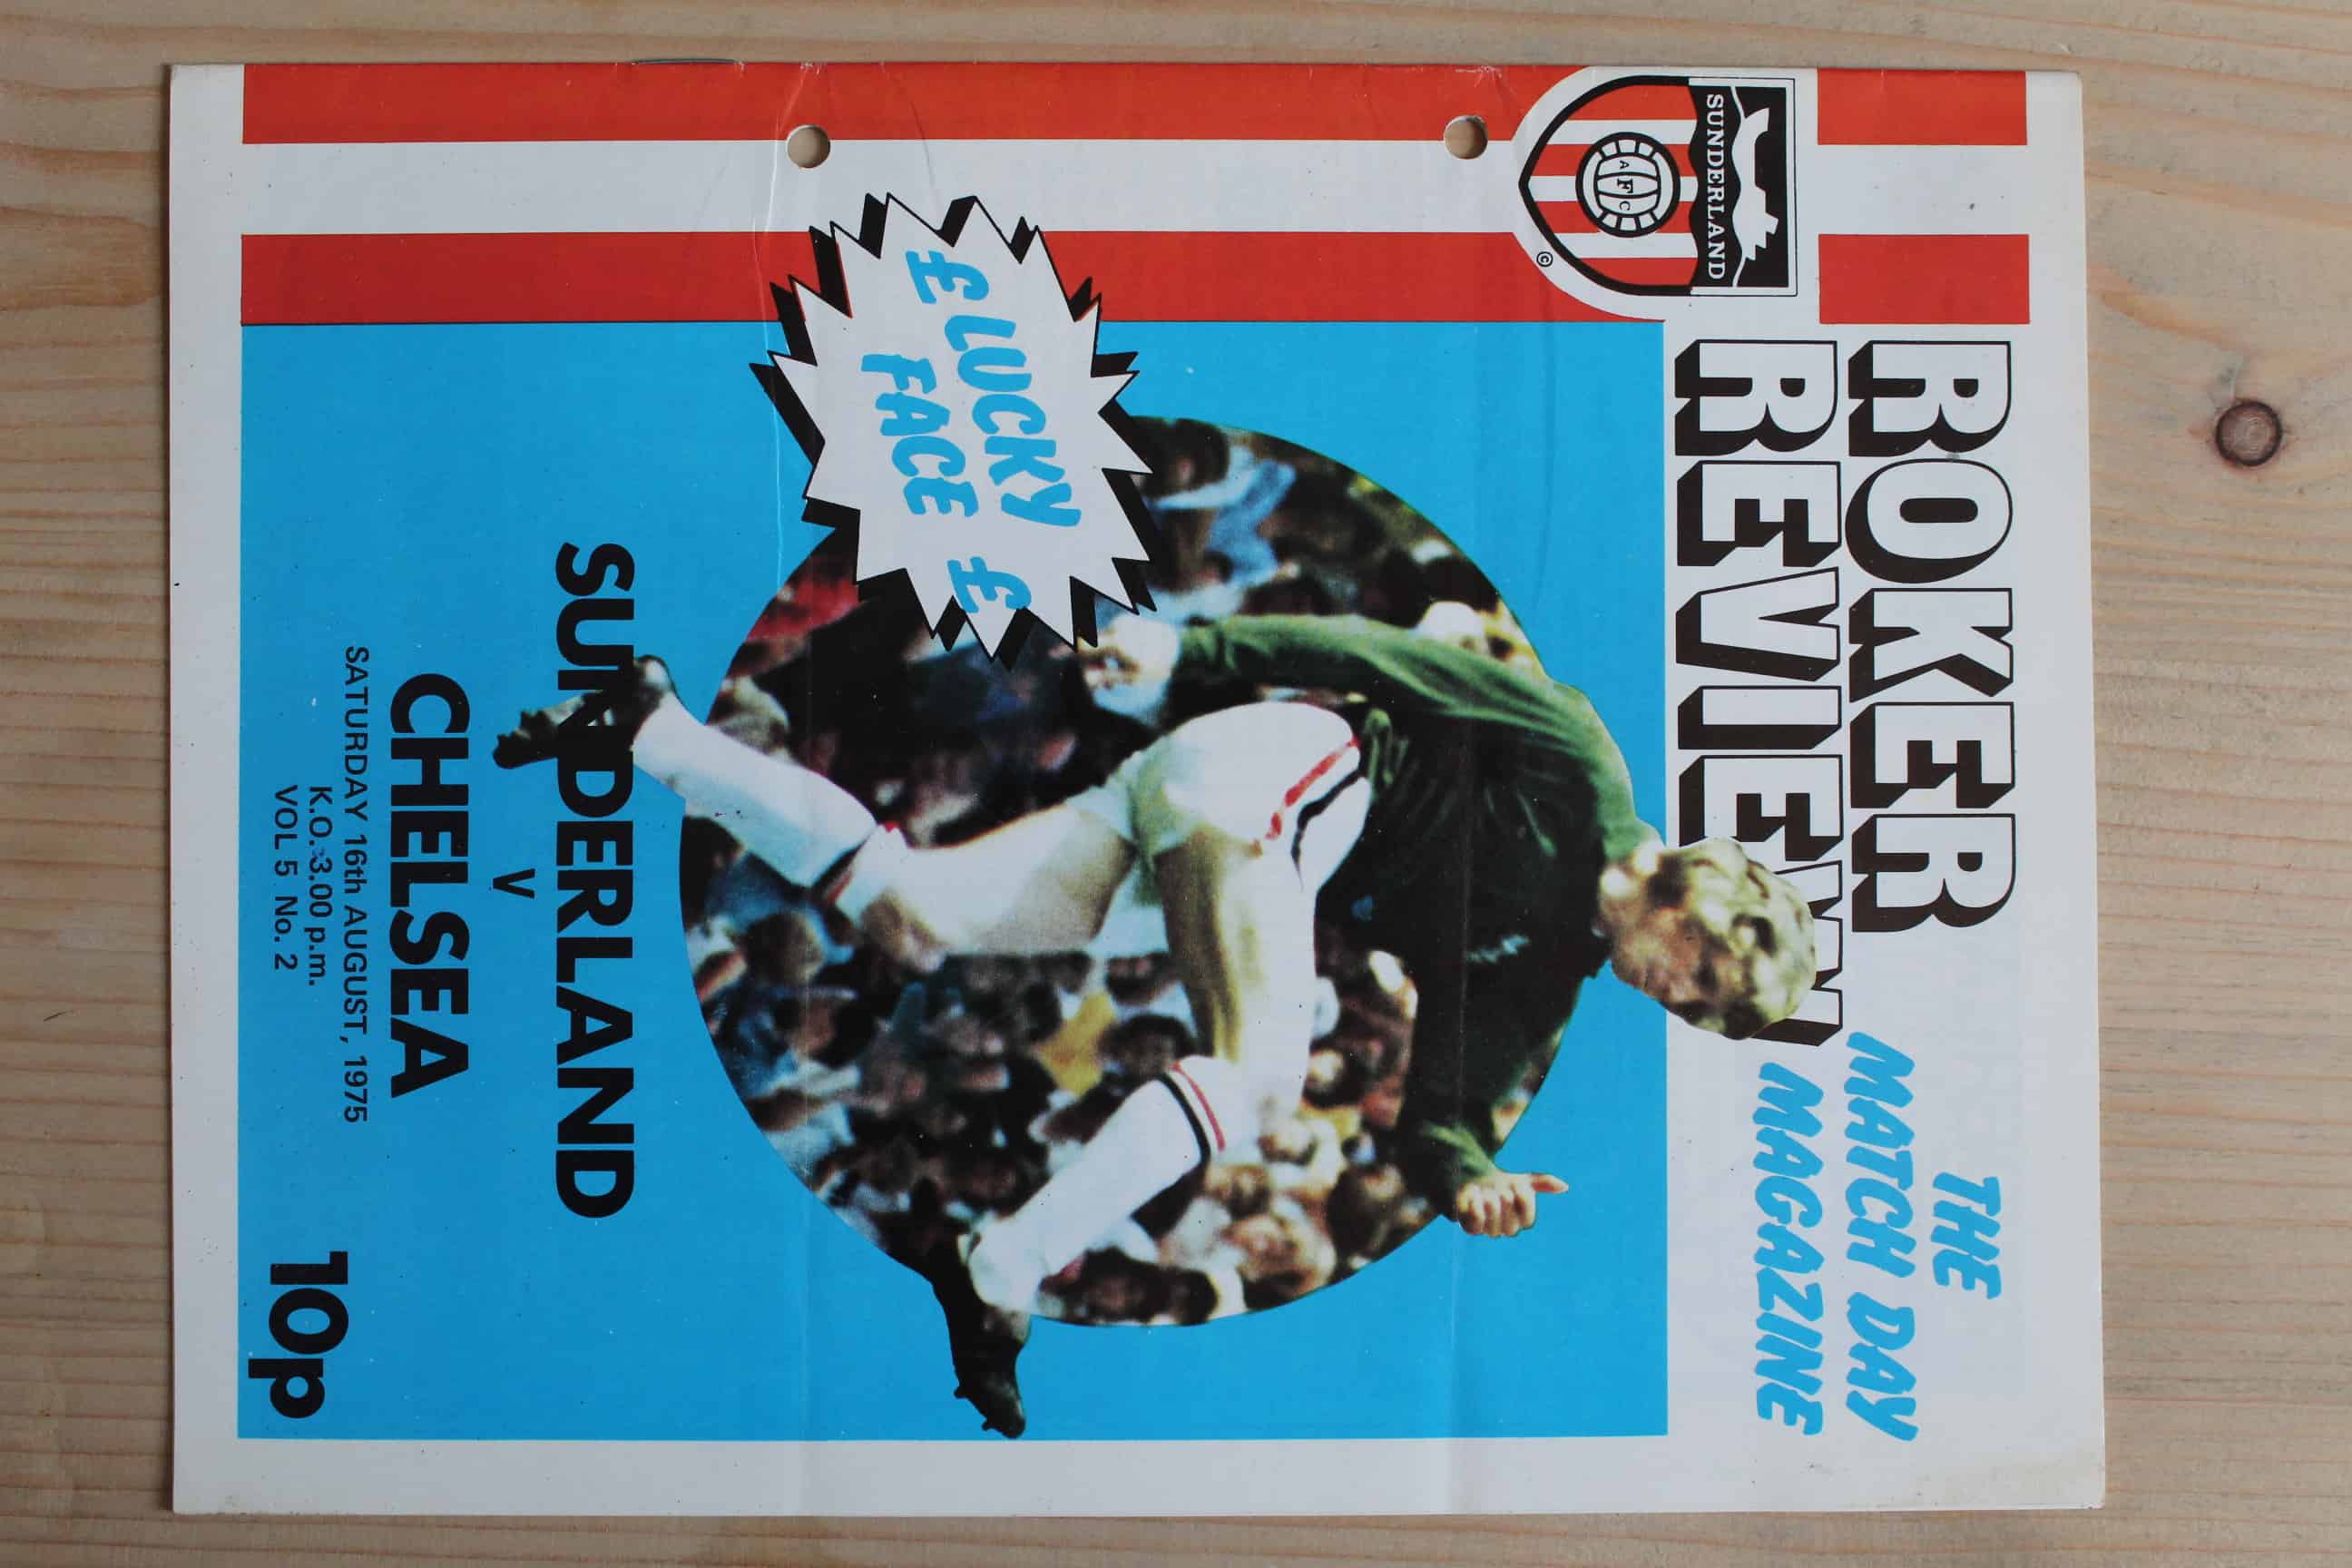 ROKER
REVIEW
THE
MATCH DAY
MAGAZINE
SUNDERLAND
A F C
©
£ LUCKY
FACE £
SUNDERLAND
v
CHELSEA
SATURDAY 16th AUGUST, 1975
K.O. 3.00 p.m.
VOL 5 No. 2
10p